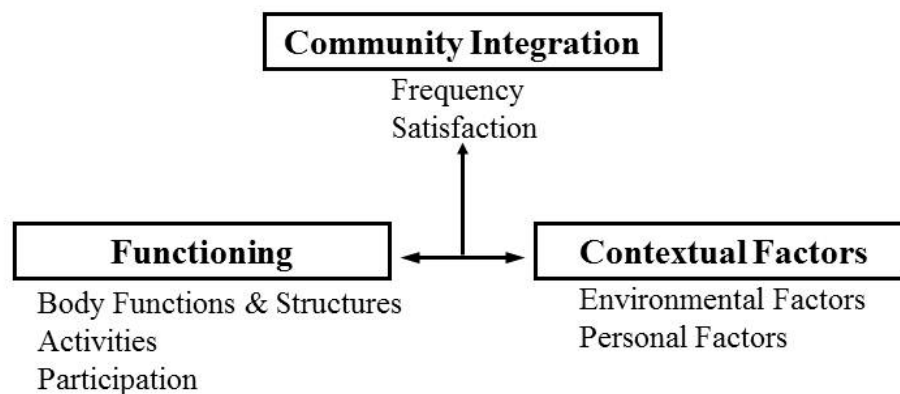 Community Integration
Frequency
Satisfaction
Functioning
Body Functions & Structures
Activities
Participation
Contextual Factors
Environmental Factors
Personal Factors